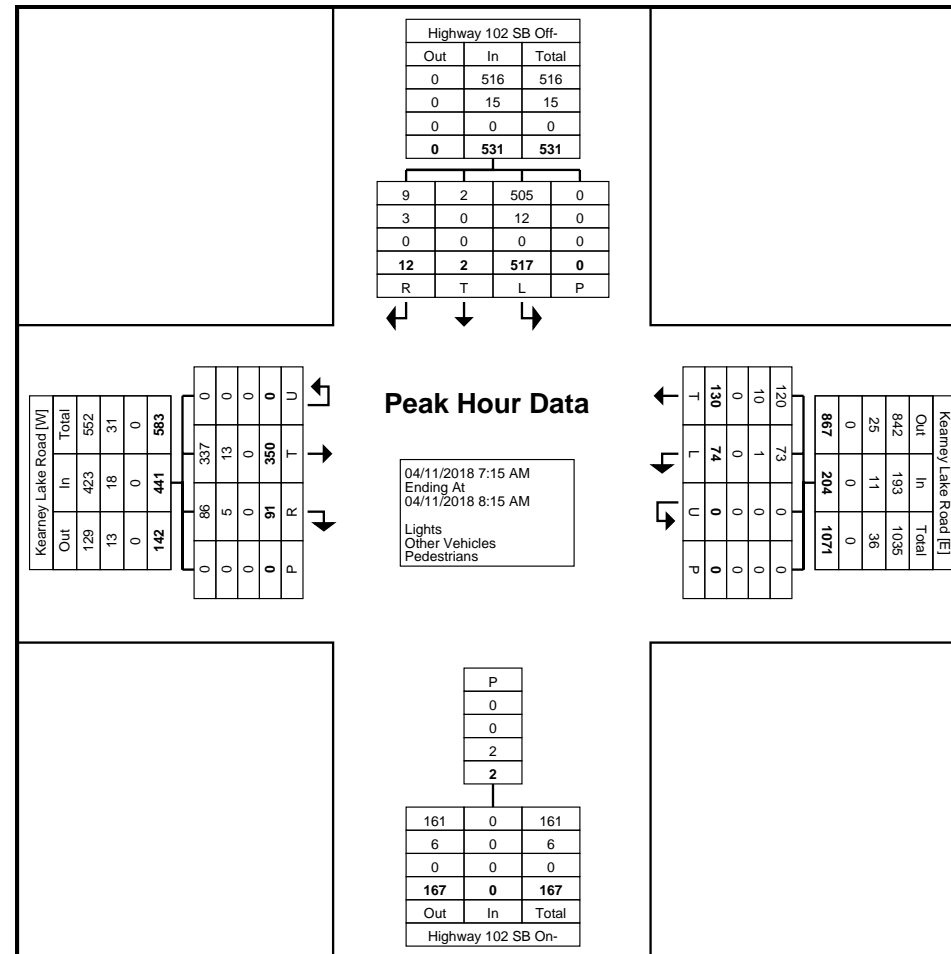 Highway 102 SB Off-
Out In Total
0 516 516
0 15 15
0 0 0
0 531 531
9 2 505 0
3 0 12 0
0 0 0 0
12 2 517 0
R T L P
Kearney Lake Road [W]
Total In Out
552 423 129
31 18 13
0 0 0
583 441 142
0 337 86 0
0 13 5 0
0 0 0 0
0 350 91 0
U T R P
Peak Hour Data
04/11/2018 7:15 AM
Ending At
04/11/2018 8:15 AM
Lights
Other Vehicles
Pedestrians
Kearney Lake Road [E]
Out In Total
842 193 1035
25 11 36
0 0 0
867 204 1071
120 73 0 0
10 1 0 0
0 0 0 0
130 74 0 0
T L U P
P
0
0
2
2
161 0 161
6 0 6
0 0 0
167 0 167
Out In Total
Highway 102 SB On-